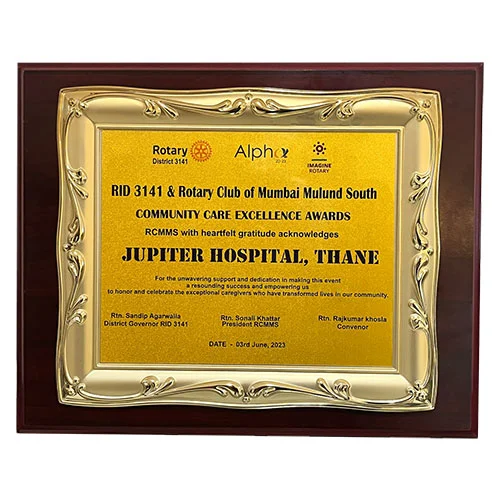 Rotary
District 3141
Alpha
22-23
IMAGINE
ROTARY
RID 3141 & Rotary Club of Mumbai Mulund South
COMMUNITY CARE EXCELLENCE AWARDS
RCMMS with heartfelt gratitude acknowledges
JUPITER HOSPITAL, THANE
For the unwavering support and dedication in making this event
a resounding success and empowering us
to honor and celebrate the exceptional caregivers who have transformed lives in our community.
Rtn. Sandip Agarwalla
District Governor RID 3141
Rtn. Sonali Khattar
President RCMMS
Rtn. Rajkumar khosla
Convenor
DATE - 03rd June, 2023